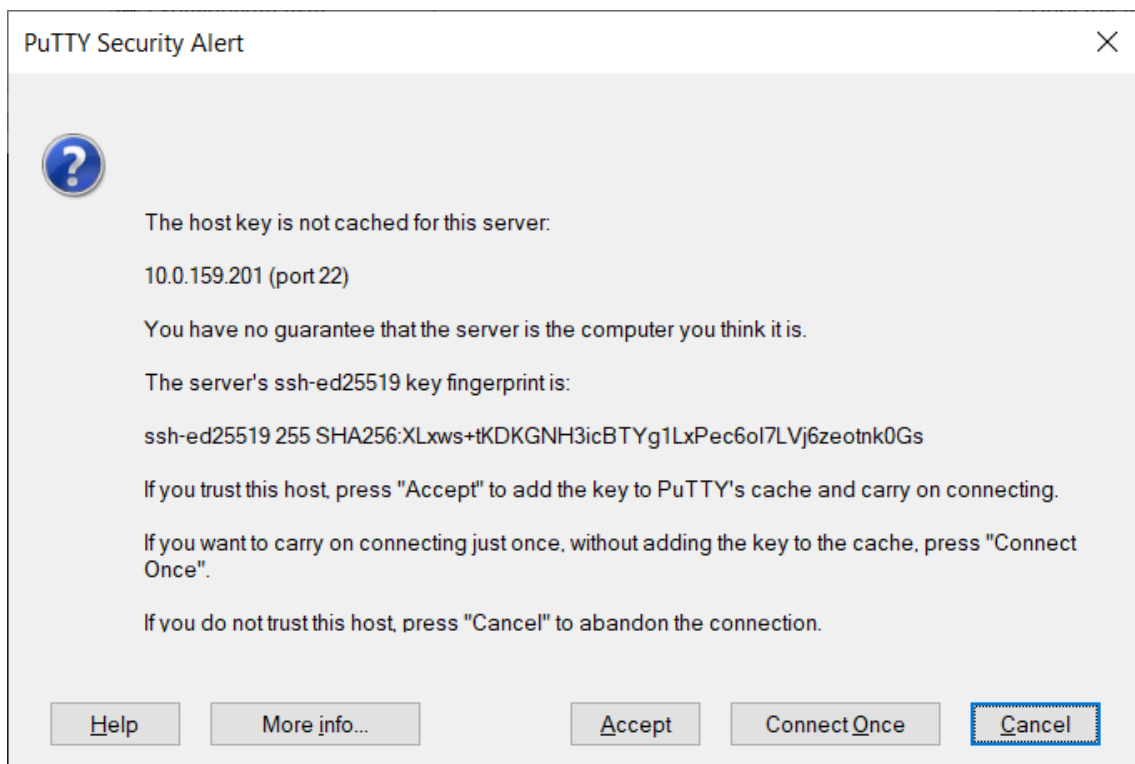 PuTTY Security Alert
The host key is not cached for this server:
10.0.159.201 (port 22)
You have no guarantee that the server is the computer you think it is.
The server's ssh-ed25519 key fingerprint is:
ssh-ed25519 255 SHA256:XLxws+tKDKGNH3icBTYg1LxPec6ol7LVj6zeotnk0Gs
If you trust this host, press "Accept" to add the key to PuTTY's cache and carry on connecting.
If you want to carry on connecting just once, without adding the key to the cache, press "Connect
Once".
If you do not trust this host, press "Cancel" to abandon the connection.
Help
More info...
Accept
Connect Once
Cancel